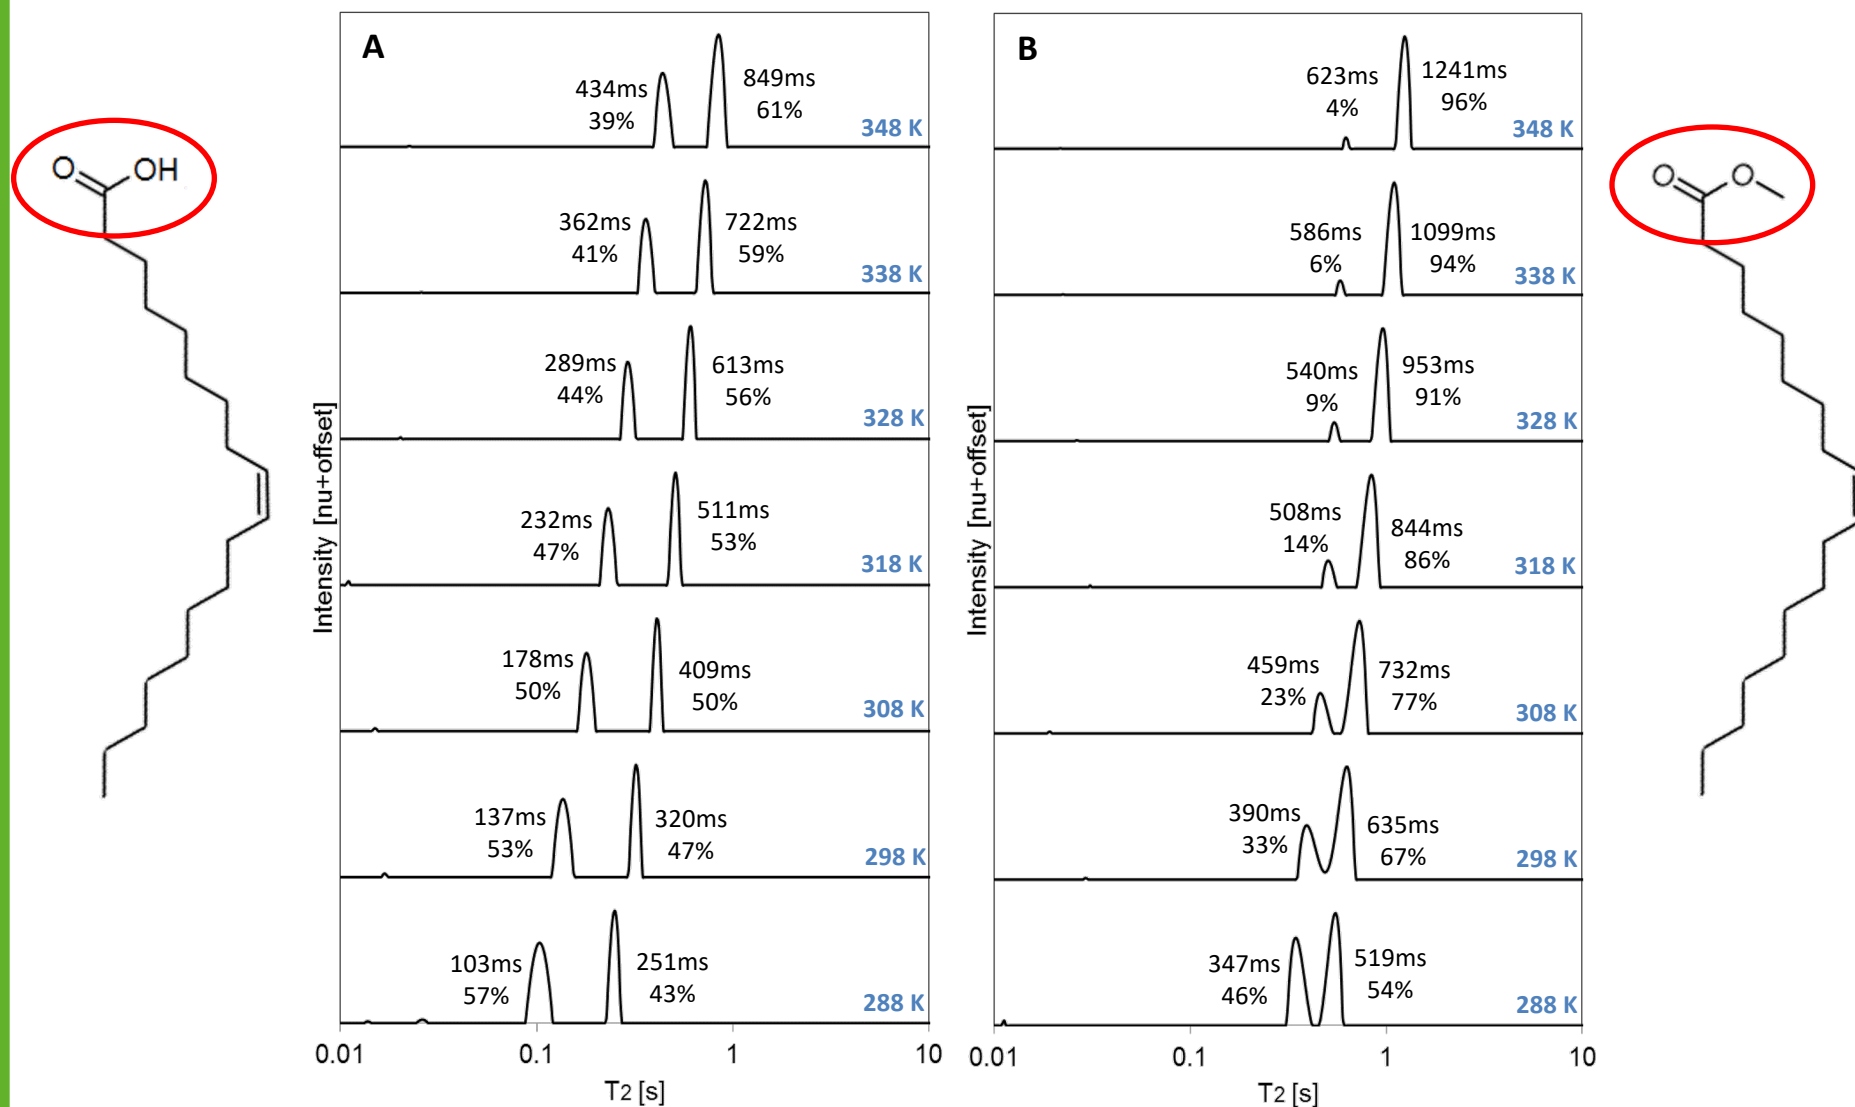 A
434ms
39%
849ms
61%
348 K
362ms
41%
722ms
59%
338 K
289ms
44%
613ms
56%
328 K
232ms
47%
511ms
53%
318 K
178ms
50%
409ms
50%
308 K
137ms
53%
320ms
47%
298 K
103ms
57%
251ms
43%
288 K
0.01
0.1
1
10
T2 [s]
Intensity [nu+offset]
O
OH
B
623ms
4%
1241ms
96%
348 K
586ms
6%
1099ms
94%
338 K
540ms
9%
953ms
91%
328 K
508ms
14%
844ms
86%
318 K
459ms
23%
732ms
77%
308 K
390ms
33%
635ms
67%
298 K
347ms
46%
519ms
54%
288 K
0.01
0.1
1
10
T2 [s]
Intensity [nu+offset]
O
O